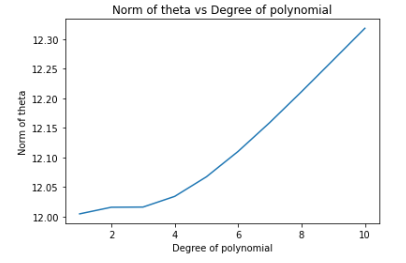 Norm of theta vs Degree of polynomial
12.30
12.25
12.20
12.15
12.10
12.05
12.00
Norm of theta
2 4 6 8 10
Degree of polynomial